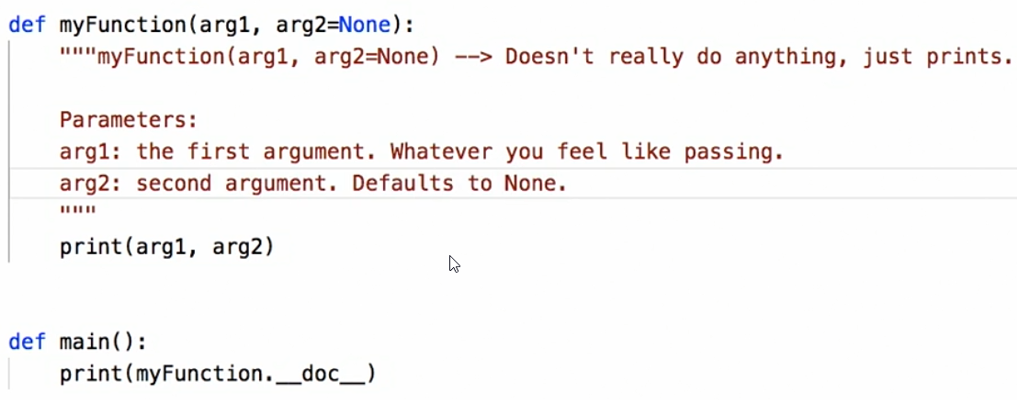 def myFunction(arg1, arg2=None):
    """myFunction(arg1, arg2=None) --> Doesn't really do anything, just prints.

    Parameters:
    arg1: the first argument. Whatever you feel like passing.
    arg2: second argument. Defaults to None.
    """
    print(arg1, arg2)


def main():
    print(myFunction.__doc__)